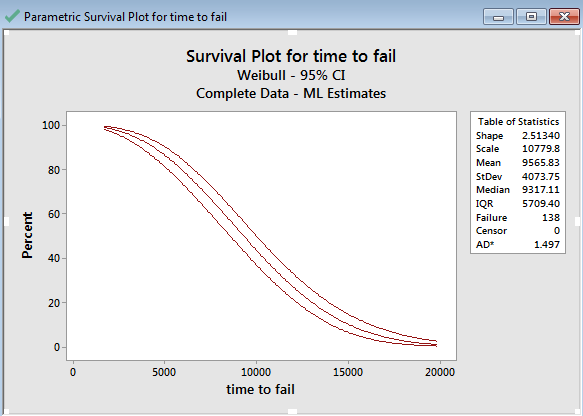 Parametric Survival Plot for time to fail
Survival Plot for time to fail
Weibull - 95% CI
Complete Data - ML Estimates
Percent
100
80
60
40
20
0
0 5000 10000 15000 20000
time to fail
Table of Statistics
Shape 2.51340
Scale 10779.8
Mean 9565.83
StDev 4073.75
Median 9317.11
IQR 5709.40
Failure 138
Censor 0
AD* 1.497